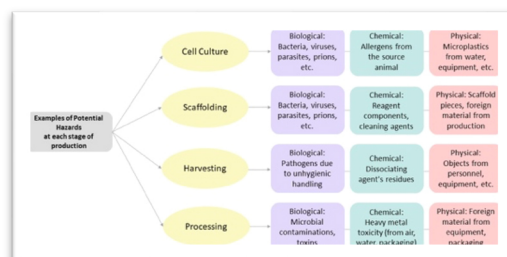 Examples of Potential
Hazards
at each stage of
production
Cell Culture
Biological:
Bacteria, viruses,
parasites, prions,
etc.
Chemical:
Allergens from
the source
animal
Physical:
Microplastics
from water,
equipment, etc.
Scaffolding
Biological:
Bacteria, viruses,
parasites, prions,
etc.
Chemical:
Reagent
components,
cleaning agents
Physical: Scaffold
pieces, foreign
material from
production
Harvesting
Biological:
Pathogens due
to unhygienic
handling
Chemical:
Dissociating
agent's residues
Physical:
Objects from
personnel,
equipment, etc.
Processing
Biological:
Microbial
contaminations,
toxins
Chemical:
Heavy metal
toxicity (from air,
water, packaging)
Physical: Foreign
material from
equipment,
packaging